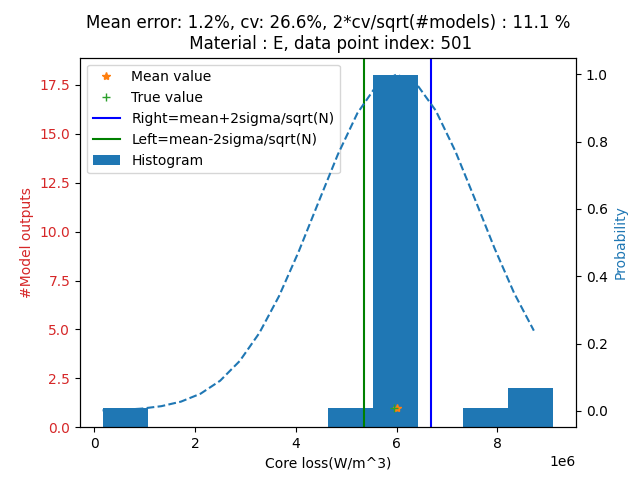 Mean error: 1.2%, cv: 26.6%, 2*cv/sqrt(#models) : 11.1 %
Material : E, data point index: 501
Mean value
True value
Right=mean+2sigma/sqrt(N)
Left=mean-2sigma/sqrt(N)
Histogram
#Model outputs
17.5
15.0
12.5
10.0
7.5
5.0
2.5
0.0
1.0
0.8
0.6
0.4
0.2
0.0
Probability
0 2 4 6 8
Core loss(W/m^3)
1e6